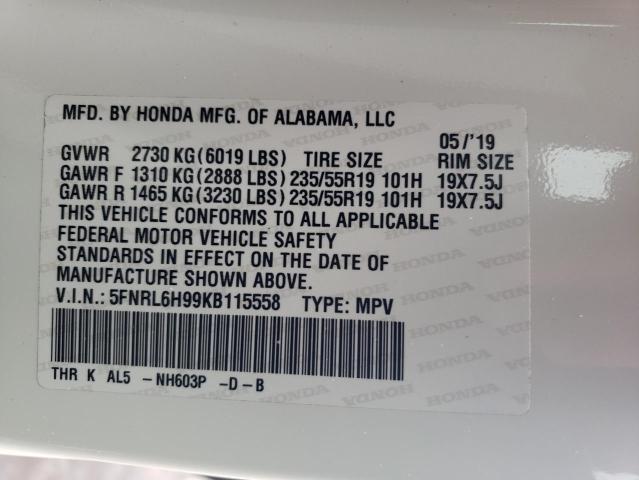 MFD. BY HONDA MFG. OF ALABAMA, LLC
05/'19
GVWR 2730 KG(6019 LBS) TIRE SIZE RIM SIZE
GAWR F 1310 KG(2888 LBS)235/55R19 101H 19X7.5J
GAWR R 1465 KG(3230 LBS)235/55R19 101H 19X7.5J
THIS VEHICLE CONFORMS TO ALL APPLICABLE
FEDERAL MOTOR VEHICLE SAFETY
STANDARDS IN EFFECT ON THE DATE OF
MANUFACTURE SHOWN ABOVE.
V.I.N.: 5FNRL6H99KB115558 TYPE: MPV
THR K AL5 -NH603P -D-B